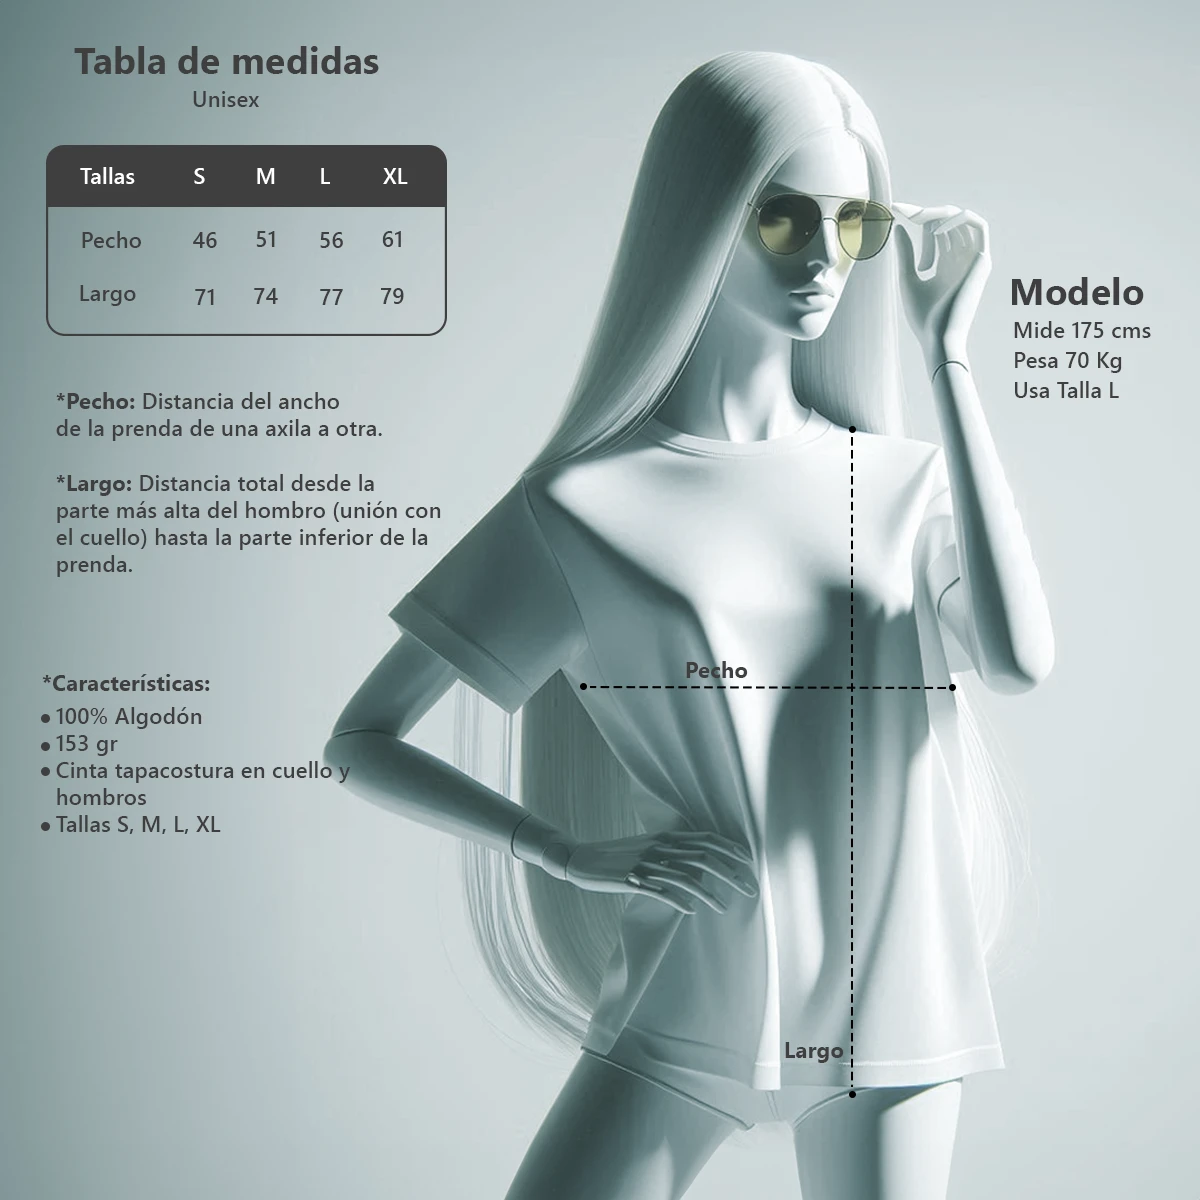 Tabla de medidas
Unisex
Tallas S M L XL
Pecho 46 51 56 61
Largo 71 74 77 79
*Pecho: Distancia del ancho
de la prenda de una axila a otra.
*Largo: Distancia total desde la
parte más alta del hombro (unión con
el cuello) hasta la parte inferior de la
prenda.
*Características:
• 100% Algodón
• 153 gr
• Cinta tapacostura en cuello y
hombros
• Tallas S, M, L, XL
Modelo
Mide 175 cms
Pesa 70 Kg
Usa Talla L
Pecho
Largo